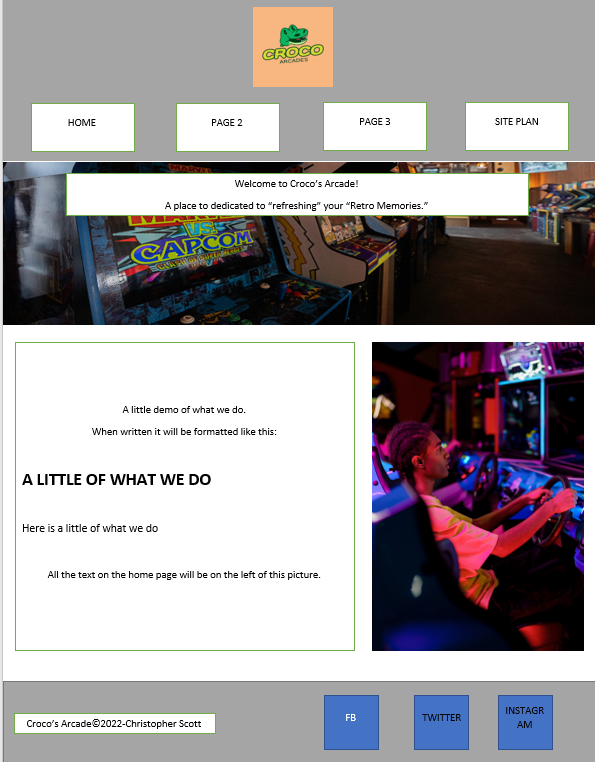 CROCO
ARCADES
HOME
PAGE 2
PAGE 3
SITE PLAN
MARVEL
Welcome to Croco's Arcade!
A place to dedicated to “refreshing” your “Retro Memories.”
MARVEL
VS.
CAPCOM
A little demo of what we do.
When written it will be formatted like this:
A LITTLE OF WHAT WE DO
Here is a little of what we do
All the text on the home page will be on the left of this picture.
Croco's Arcade©2022-Christopher Scott
FB
TWITTER
INSTAGR
AM